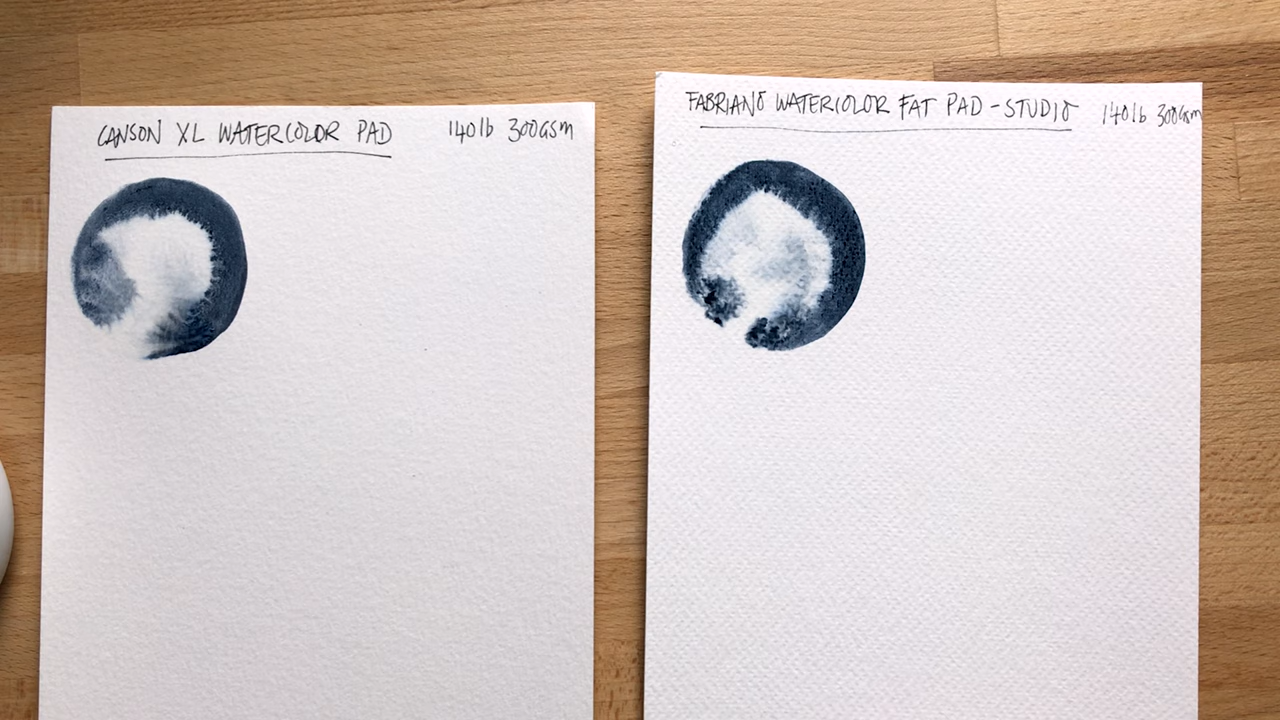 CANSON XL WATERCOLOR PAD 140lb 300GSM
FABRIANO WATERCOLOR FAT PAD - STUDIO 140lb 300Gsm